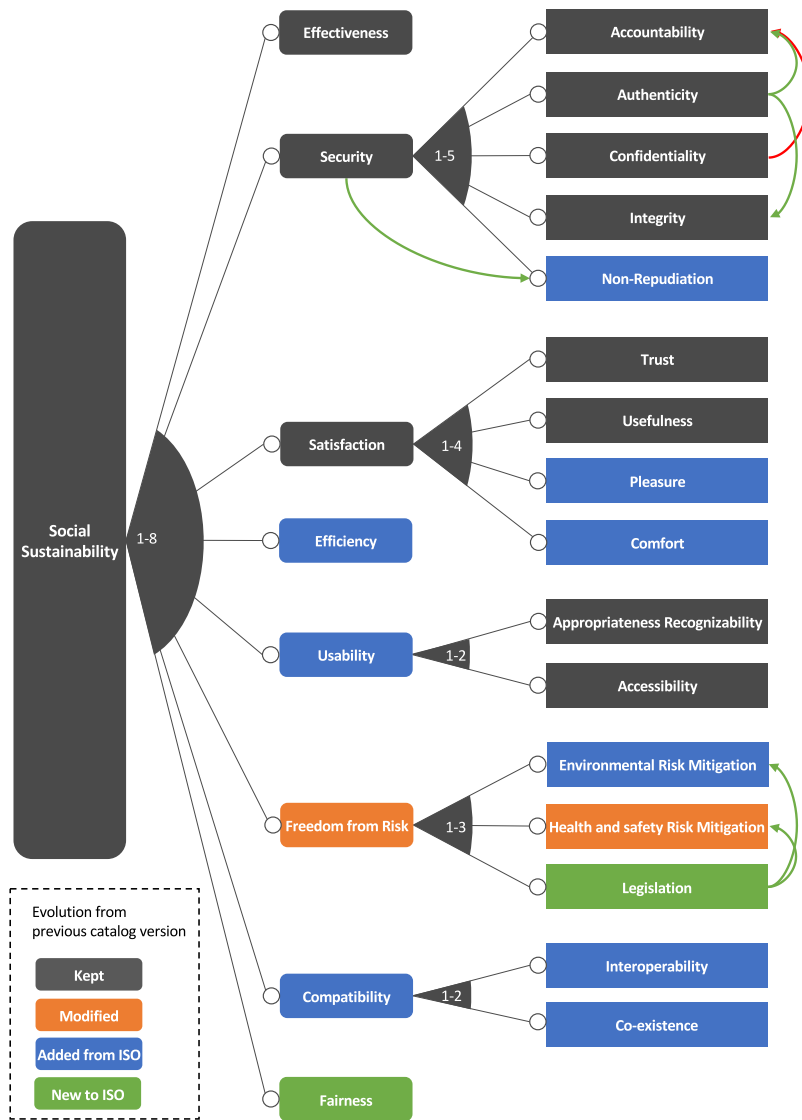 Effectiveness
Accountability
Authenticity
Security
1-5
Confidentiality
Integrity
Non-Repudiation
Trust
Usefulness
Satisfaction
1-4
Pleasure
Social
Sustainability
1-8
Efficiency
Comfort
Appropriateness Recognizability
Usability
1-2
Accessibility
Environmental Risk Mitigation
Freedom from Risk
1-3
Health and safety Risk Mitigation
Legislation
Evolution from
previous catalog version
Kept
Modified
Added from ISO
New to ISO
Interoperability
Compatibility
1-2
Co-existence
Fairness